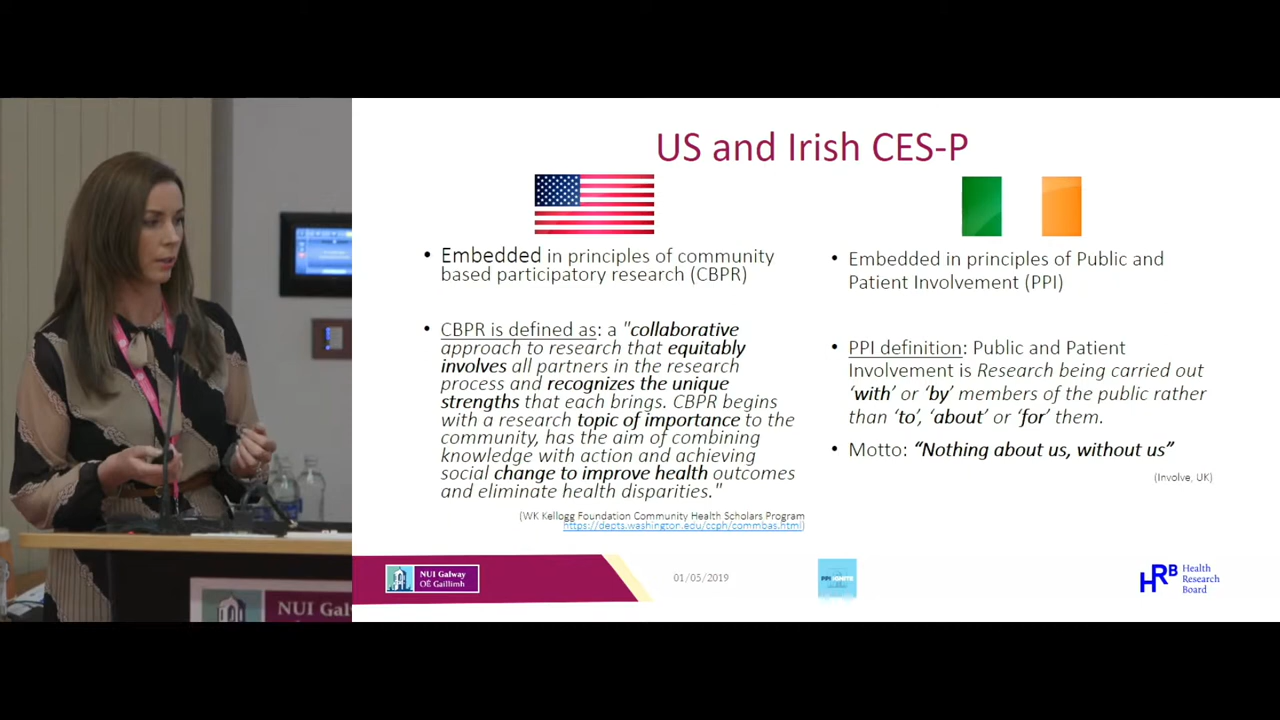 US and Irish CES-P
• Embedded in principles of community
based participatory research (CBPR)
• CBPR is defined as: a "collaborative
approach to research that equitably
involves all partners in the research
process and recognizes the unique
strengths that each brings. CBPR begins
with a research topic of importance to the
community, has the aim of combining
knowledge with action and achieving
social change to improve health outcomes
and eliminate health disparities."
(WK Kellogg Foundation Community Health Scholars Program
https://depts.washington.edu/ccph/commbas.html)
• Embedded in principles of Public and
Patient Involvement (PPI)
• PPI definition: Public and Patient
Involvement is Research being carried out
‘with’ or ‘by’ members of the public rather
than ‘to’, ‘about’ or ‘for’ them.
• Motto: “Nothing about us, without us”
(Involve, UK)
NUI Galway
OÉ Gaillimh
01/05/2019
PPI IGNITE
HRB Health
Research
Board
NUI Gal